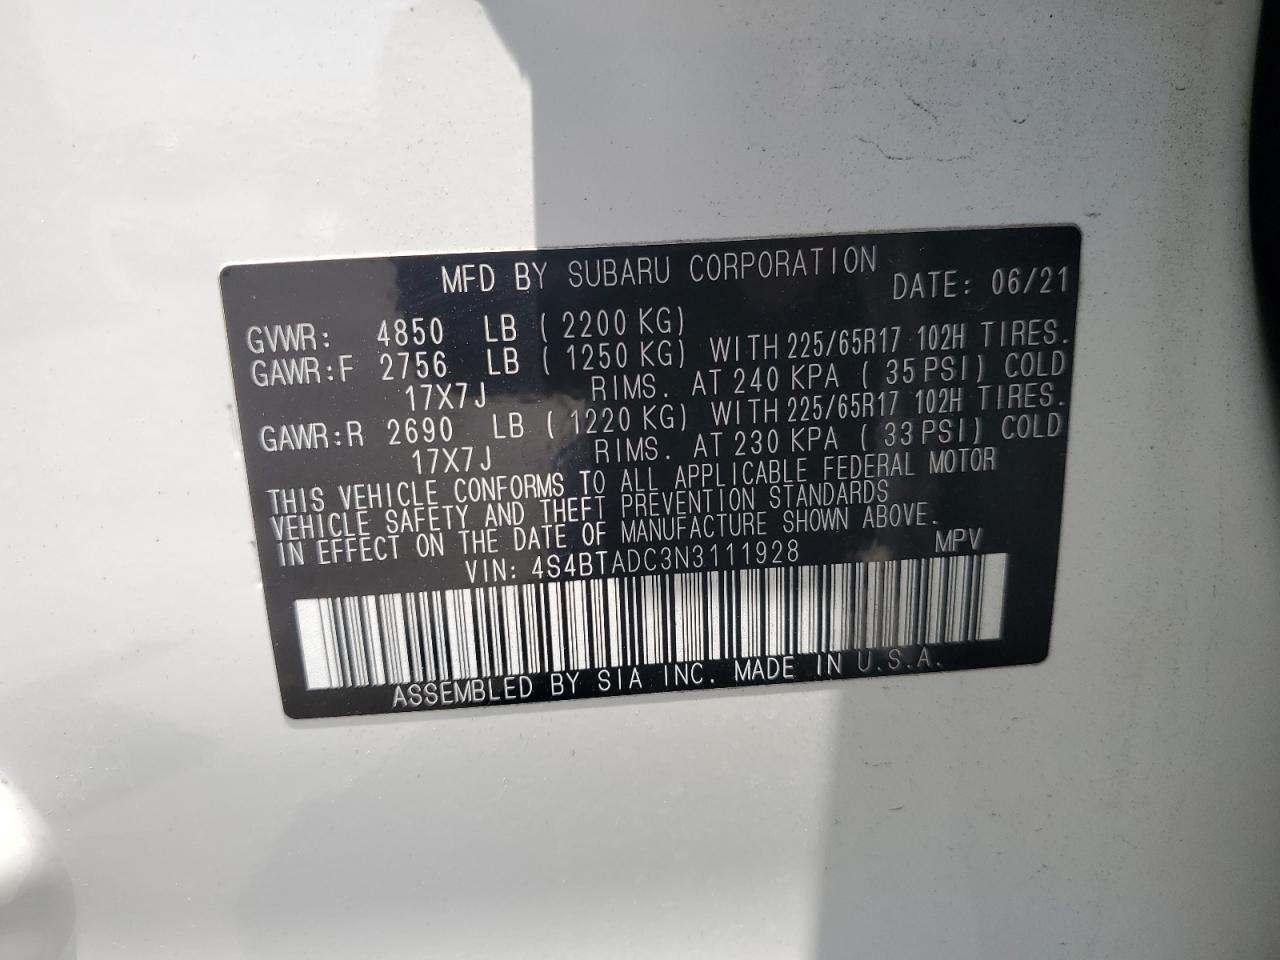 MFD BY SUBARU CORPORATION DATE: 06/21
GVWR: 4850 LB ( 2200 KG)
GAWR:F 2756 LB ( 1250 KG) WITH 225/65R17 102H TIRES.
17X7J RIMS. AT 240 KPA ( 35 PSI) COLD
GAWR:R 2690 LB ( 1220 KG) WITH 225/65R17 102H TIRES.
17X7J RIMS. AT 230 KPA ( 33 PSI) COLD
THIS VEHICLE CONFORMS TO ALL APPLICABLE FEDERAL MOTOR
VEHICLE SAFETY AND THEFT PREVENTION STANDARDS
IN EFFECT ON THE DATE OF MANUFACTURE SHOWN ABOVE.
VIN: 4S4BTADC3N3111928 MPV
ASSEMBLED BY SIA INC. MADE IN U.S.A.